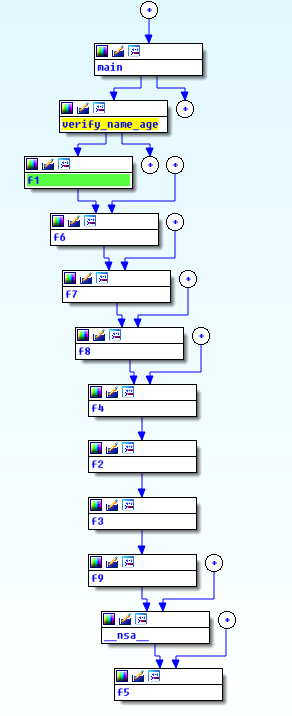 main
verify_name_age
f1
f6
f7
f8
f4
f2
f3
f9
__nsa__
f5